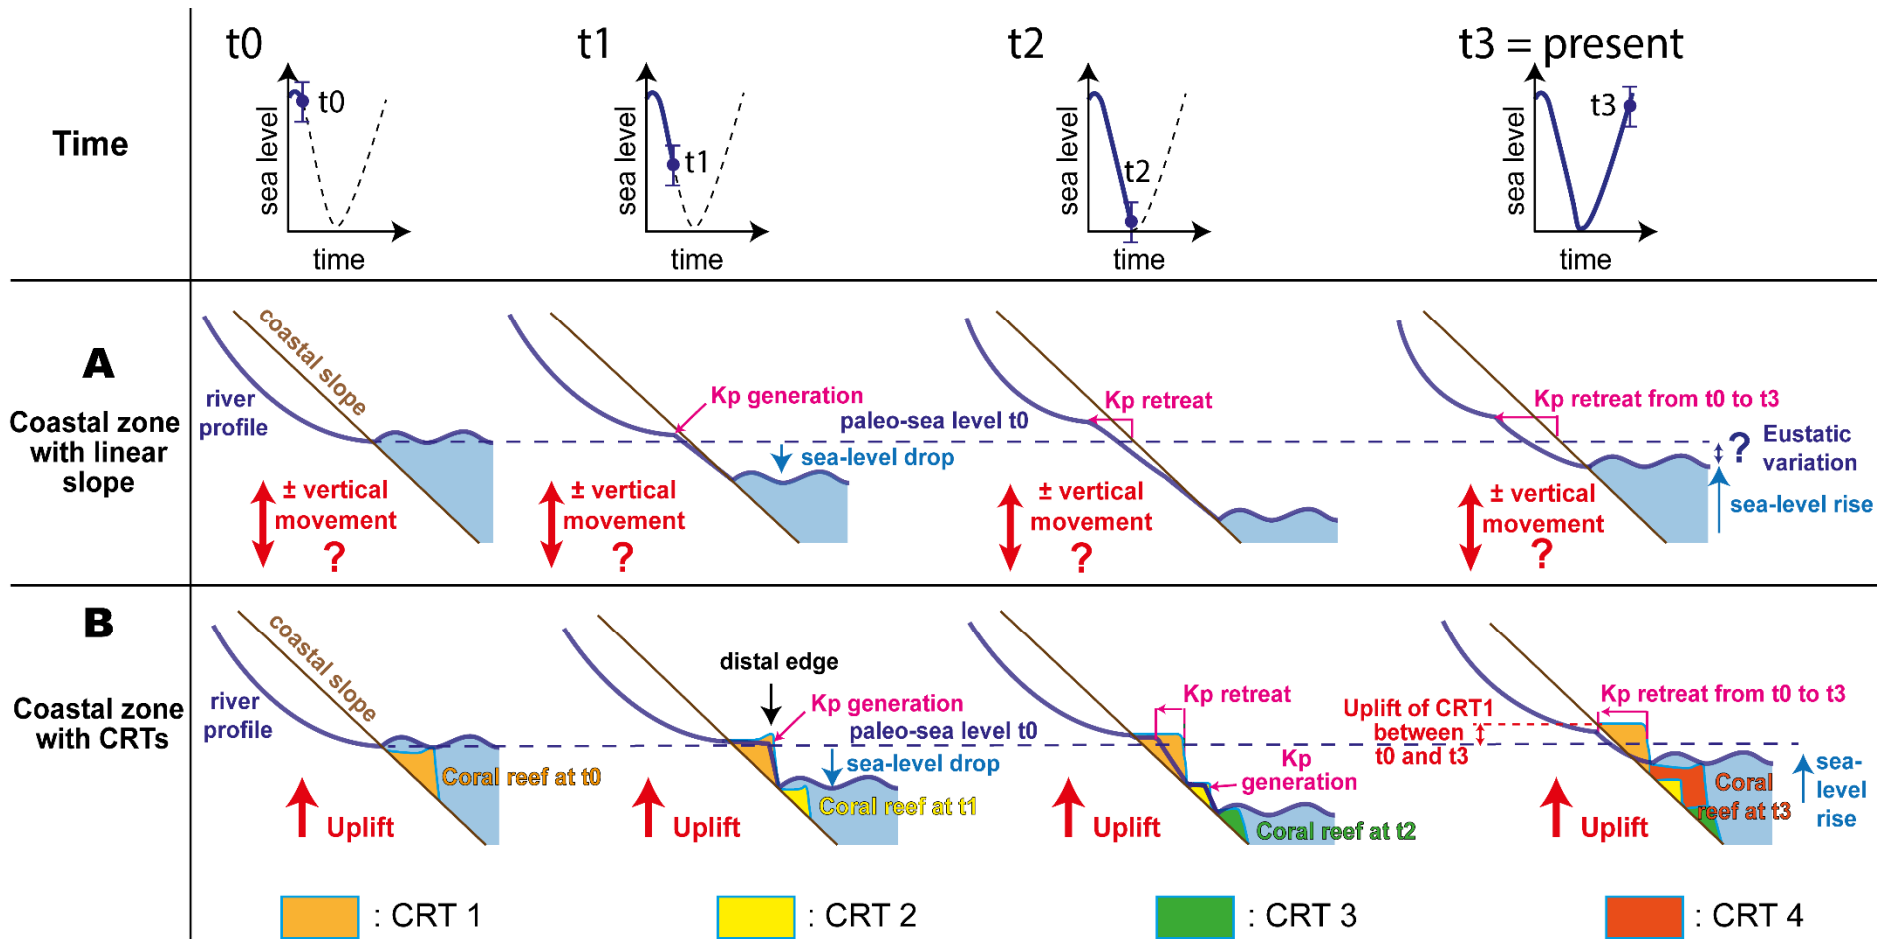 t0
t1
t2
t3 = present
Time
sea level
t0
time
sea level
t1
time
sea level
t2
time
sea level
t3
time
A
Coastal zone
with linear
slope
coastal slope
river
profile
± vertical
movement
?
Kp generation
paleo-sea level t0
sea-level drop
± vertical
movement
?
Kp retreat
± vertical
movement
?
Kp retreat from t0 to t3
? Eustatic
variation
sea-level rise
± vertical
movement
?
B
Coastal zone
with CRTs
coastal slope
river
profile
Coral reef at t0
Uplift
distal edge
Kp generation
paleo-sea level t0
sea-level drop
Coral reef at t1
Uplift
Kp retreat
Kp
generation
Coral reef at t2
Uplift
Kp retreat from t0 to t3
Uplift of CRT1
between
t0 and t3
Coral
reef at t3
sea-
level
rise
Uplift
: CRT 1
: CRT 2
: CRT 3
: CRT 4